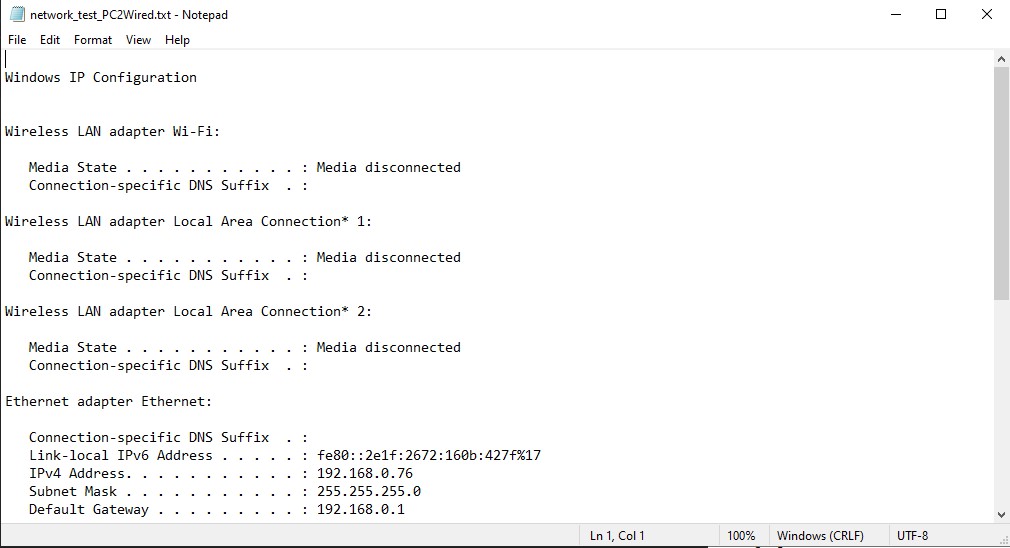 network_test_PC2Wired.txt - Notepad
File Edit Format View Help
Windows IP Configuration
Wireless LAN adapter Wi-Fi:
Media State . . . . . . . . . . . : Media disconnected
Connection-specific DNS Suffix  . :
Wireless LAN adapter Local Area Connection* 1:
Media State . . . . . . . . . . . : Media disconnected
Connection-specific DNS Suffix  . :
Wireless LAN adapter Local Area Connection* 2:
Media State . . . . . . . . . . . : Media disconnected
Connection-specific DNS Suffix  . :
Ethernet adapter Ethernet:
Connection-specific DNS Suffix  . :
Link-local IPv6 Address . . . . . : fe80::2e1f:2672:160b:427f%17
IPv4 Address. . . . . . . . . . . : 192.168.0.76
Subnet Mask . . . . . . . . . . . : 255.255.255.0
Default Gateway . . . . . . . . . : 192.168.0.1
Ln 1, Col 1 100% Windows (CRLF) UTF-8